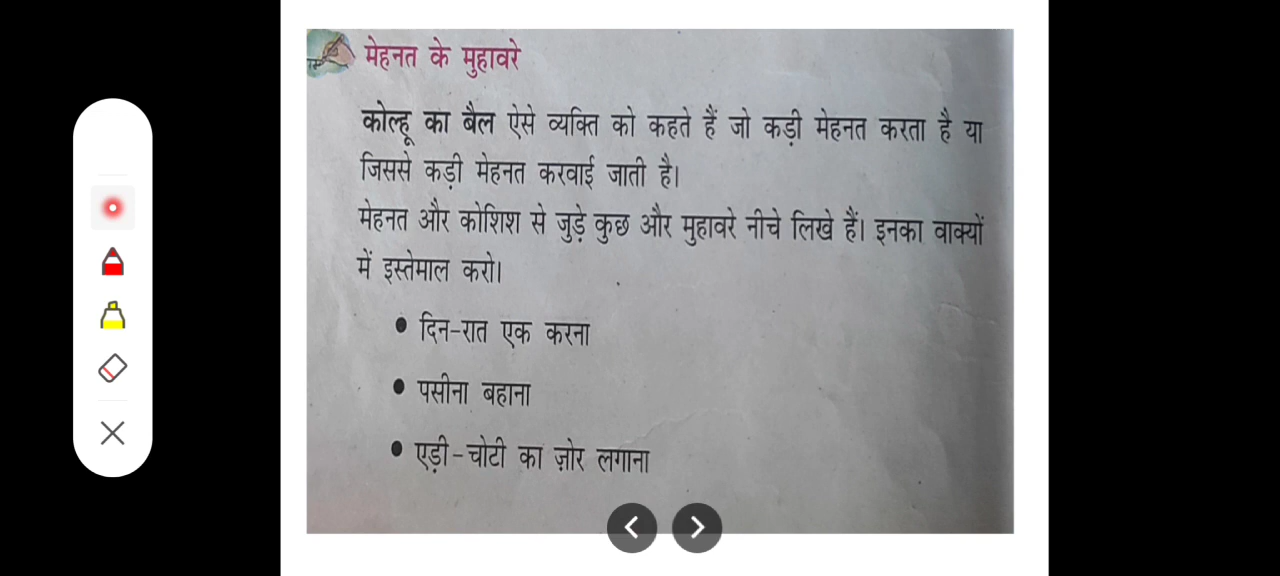 मेहनत के मुहावरे
कोल्हू का बैल ऐसे व्यक्ति को कहते हैं जो कड़ी मेहनत करता है या
जिससे कड़ी मेहनत करवाई जाती है।
मेहनत और कोशिश से जुड़े कुछ और मुहावरे नीचे लिखे हैं। इनका वाक्यों
में इस्तेमाल करो।
• दिन-रात एक करना
• पसीना बहाना
• एड़ी-चोटी का ज़ोर लगाना